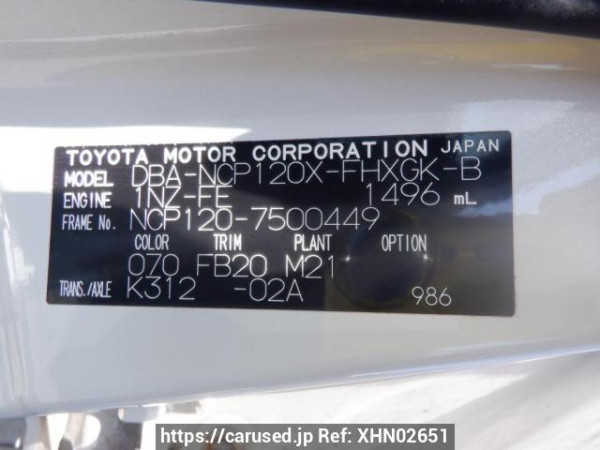 TOYOTA MOTOR CORPORATION JAPAN
MODEL DBA-NCP120X-FHXGK-B
ENGINE 1NZ-FE 1496 mL
FRAME No. NCP120-7500449
COLOR TRIM PLANT OPTION
070 FB20 M21
TRANS./AXLE K312 -02A 986
https://carused.jp Ref: XHN02651